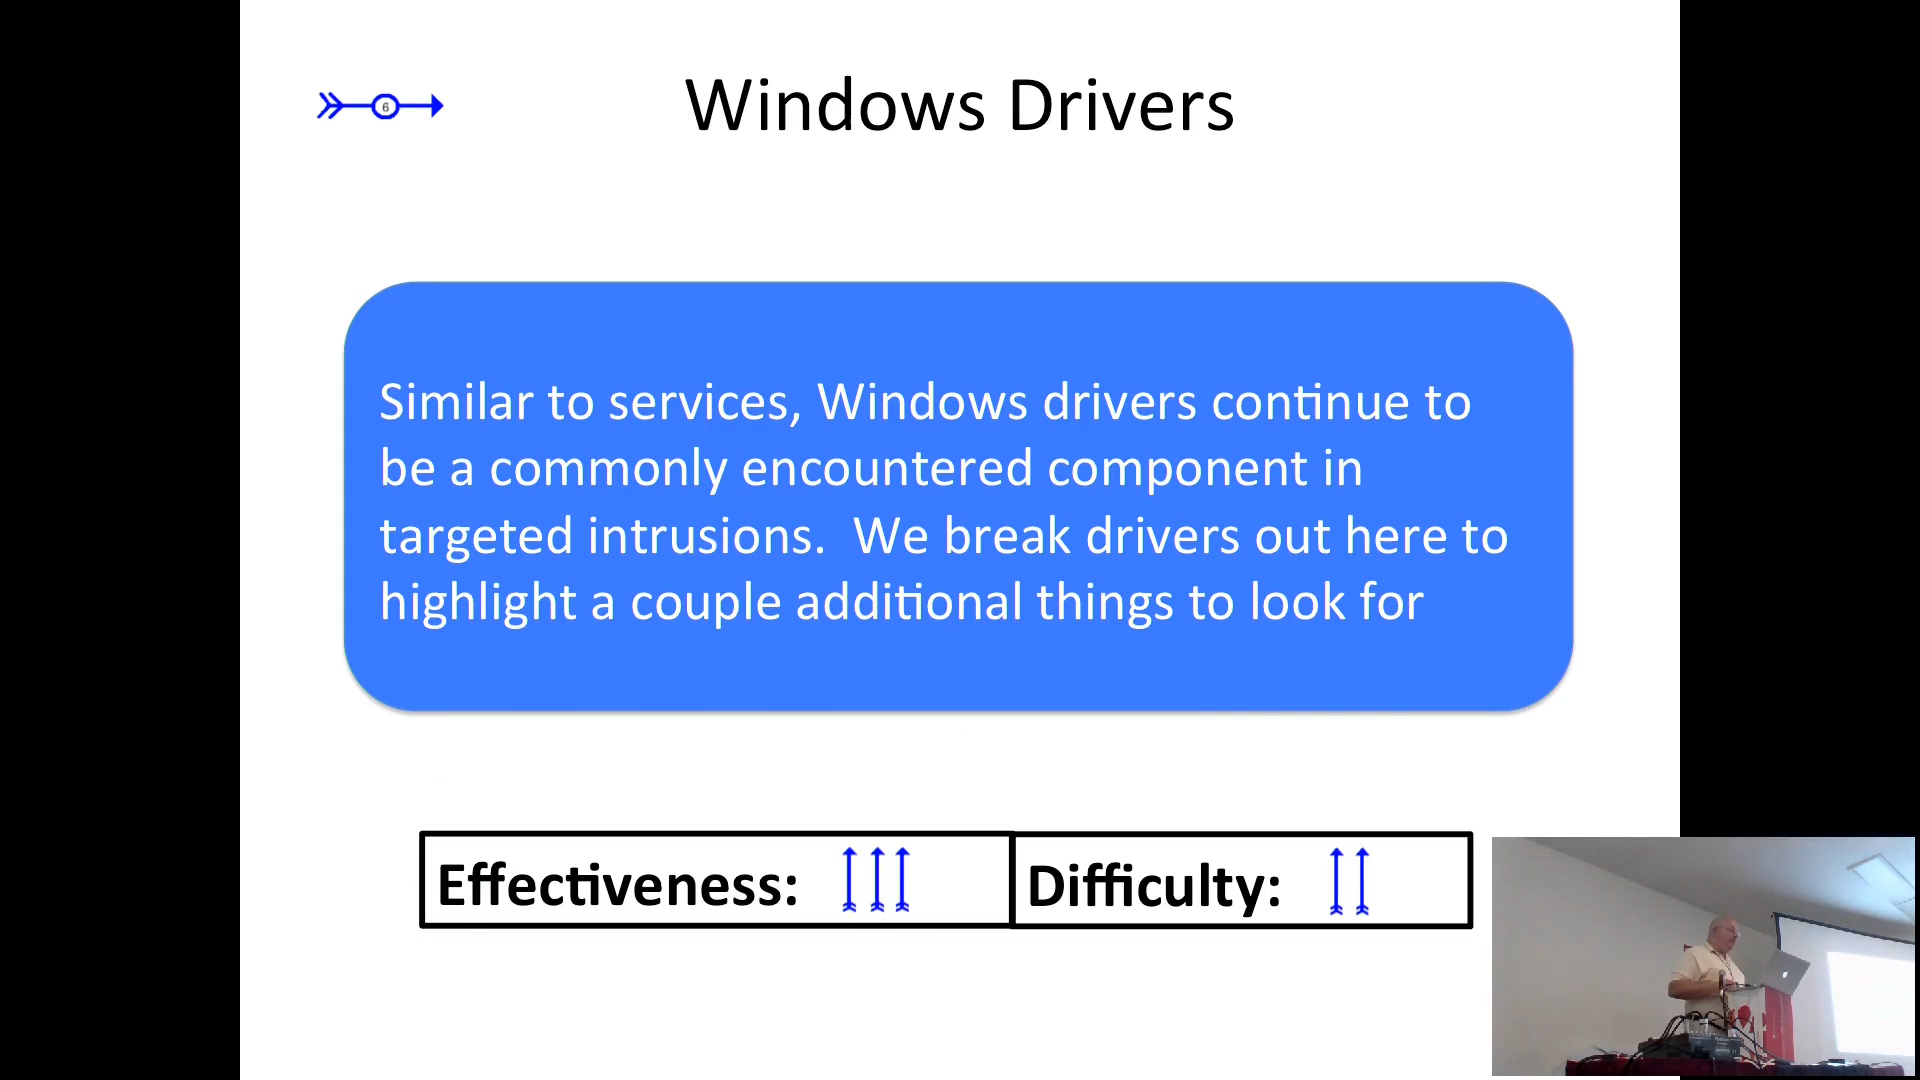 6
Windows Drivers
Similar to services, Windows drivers continue to
be a commonly encountered component in
targeted intrusions.  We break drivers out here to
highlight a couple additional things to look for
Effectiveness:
Difficulty: